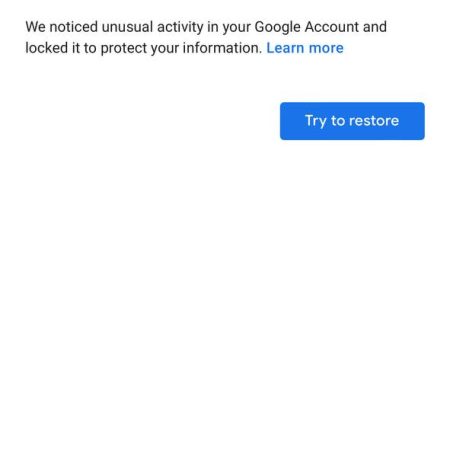 We noticed unusual activity in your Google Account and
locked it to protect your information. Learn more
Try to restore